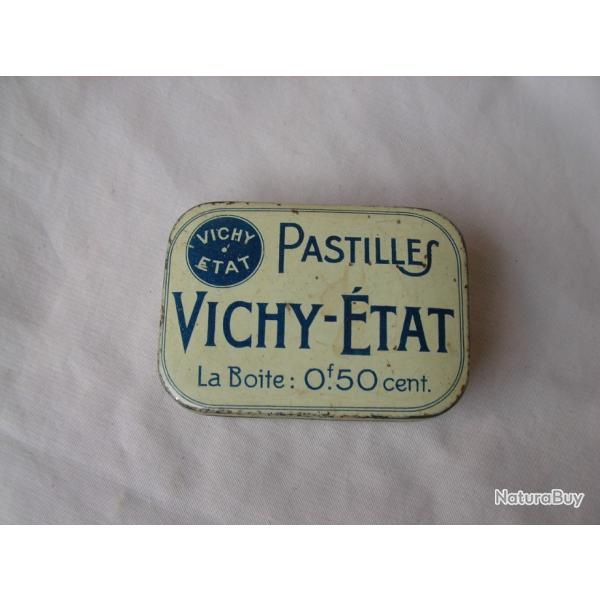 VICHY
ETAT
PASTILLES
VICHY-ÉTAT
La Boite: 0f.50 cent.
NaturaBuy